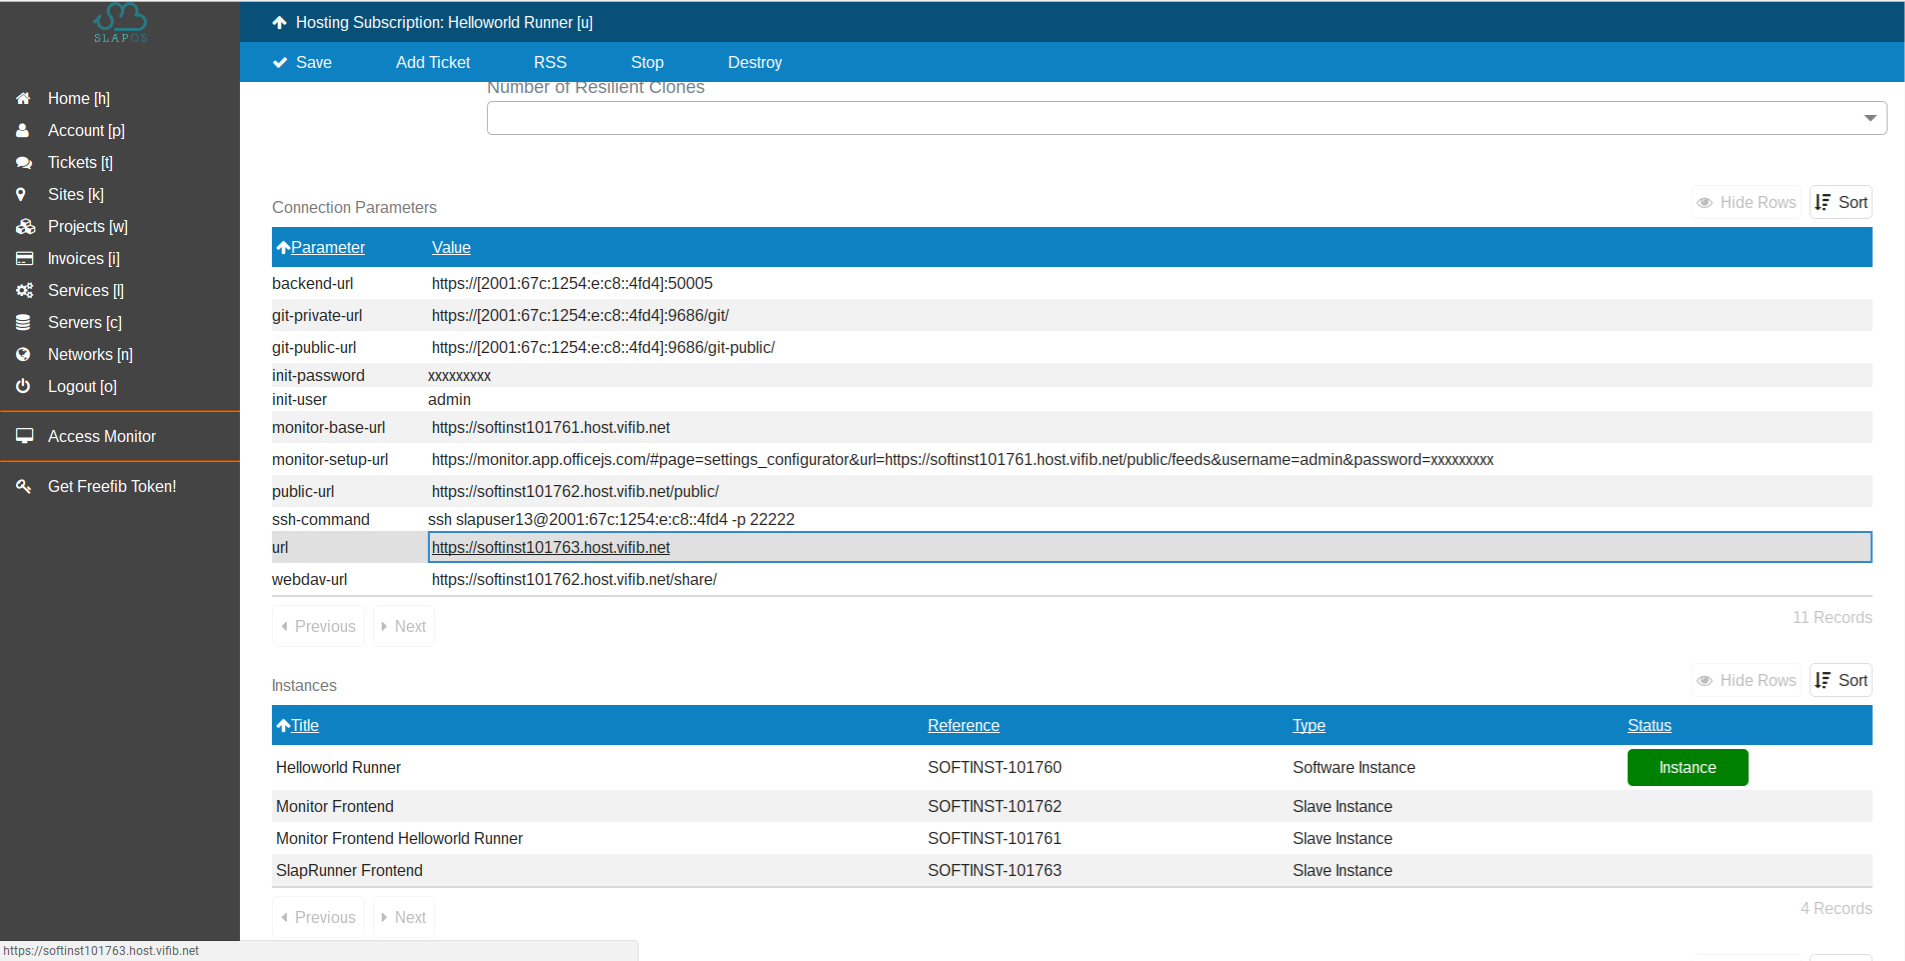 SLAPOS
Hosting Subscription: Helloworld Runner [u]
Save Add Ticket RSS Stop Destroy
Home [h]
Account [p]
Tickets [t]
Sites [k]
Projects [w]
Invoices [i]
Services [l]
Servers [c]
Networks [n]
Logout [o]
Access Monitor
Get Freefib Token!
Number of Resilient Clones
Connection Parameters
Hide Rows Sort
Parameter Value
backend-url https://[2001:67c:1254:e:c8::4fd4]:50005
git-private-url https://[2001:67c:1254:e:c8::4fd4]:9686/git/
git-public-url https://[2001:67c:1254:e:c8::4fd4]:9686/git-public/
init-password xxxxxxxxx
init-user admin
monitor-base-url https://softinst101761.host.vifib.net
monitor-setup-url https://monitor.app.officejs.com/#page=settings_configurator&url=https://softinst101761.host.vifib.net/public/feeds&username=admin&password=xxxxxxxxx
public-url https://softinst101762.host.vifib.net/public/
ssh-command ssh slapuser13@2001:67c:1254:e:c8::4fd4 -p 22222
url https://softinst101763.host.vifib.net
webdav-url https://softinst101762.host.vifib.net/share/
Previous Next
11 Records
Instances
Hide Rows Sort
Title Reference Type Status
Helloworld Runner SOFTINST-101760 Software Instance Instance
Monitor Frontend SOFTINST-101762 Slave Instance
Monitor Frontend Helloworld Runner SOFTINST-101761 Slave Instance
SlapRunner Frontend SOFTINST-101763 Slave Instance
Previous Next
4 Records
https://softinst101763.host.vifib.net